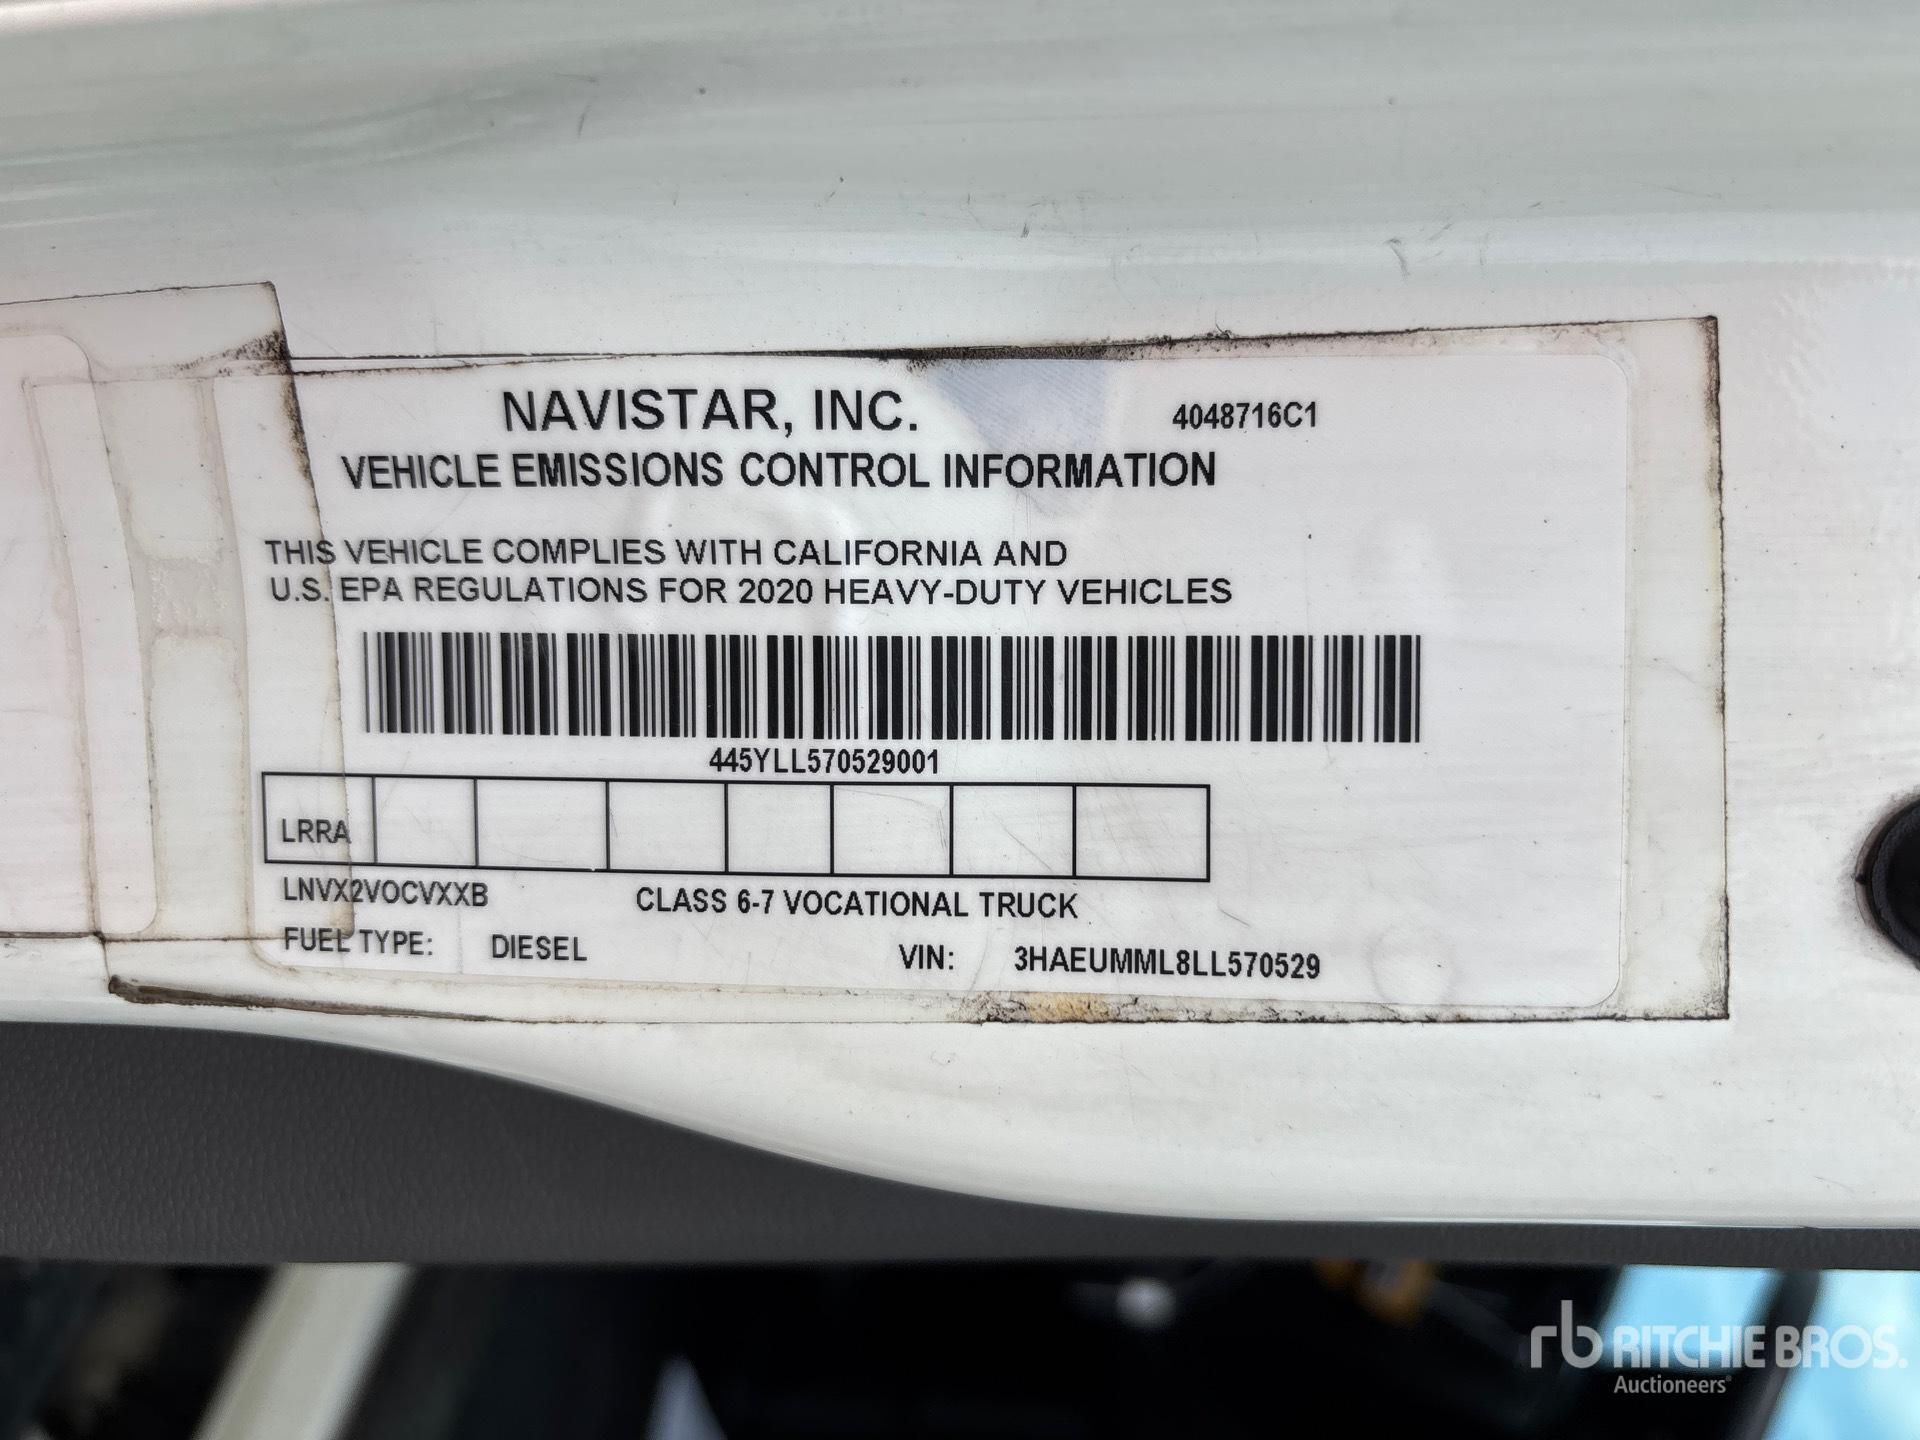 NAVISTAR, INC.
4048716C1
VEHICLE EMISSIONS CONTROL INFORMATION
THIS VEHICLE COMPLIES WITH CALIFORNIA AND
U.S. EPA REGULATIONS FOR 2020 HEAVY-DUTY VEHICLES
445YLL570529001
LRRA
LNVX2VOCVXXB CLASS 6-7 VOCATIONAL TRUCK
FUEL TYPE: DIESEL VIN: 3HAEUMML8LL570529
rb RITCHIE BROS.
Auctioneers